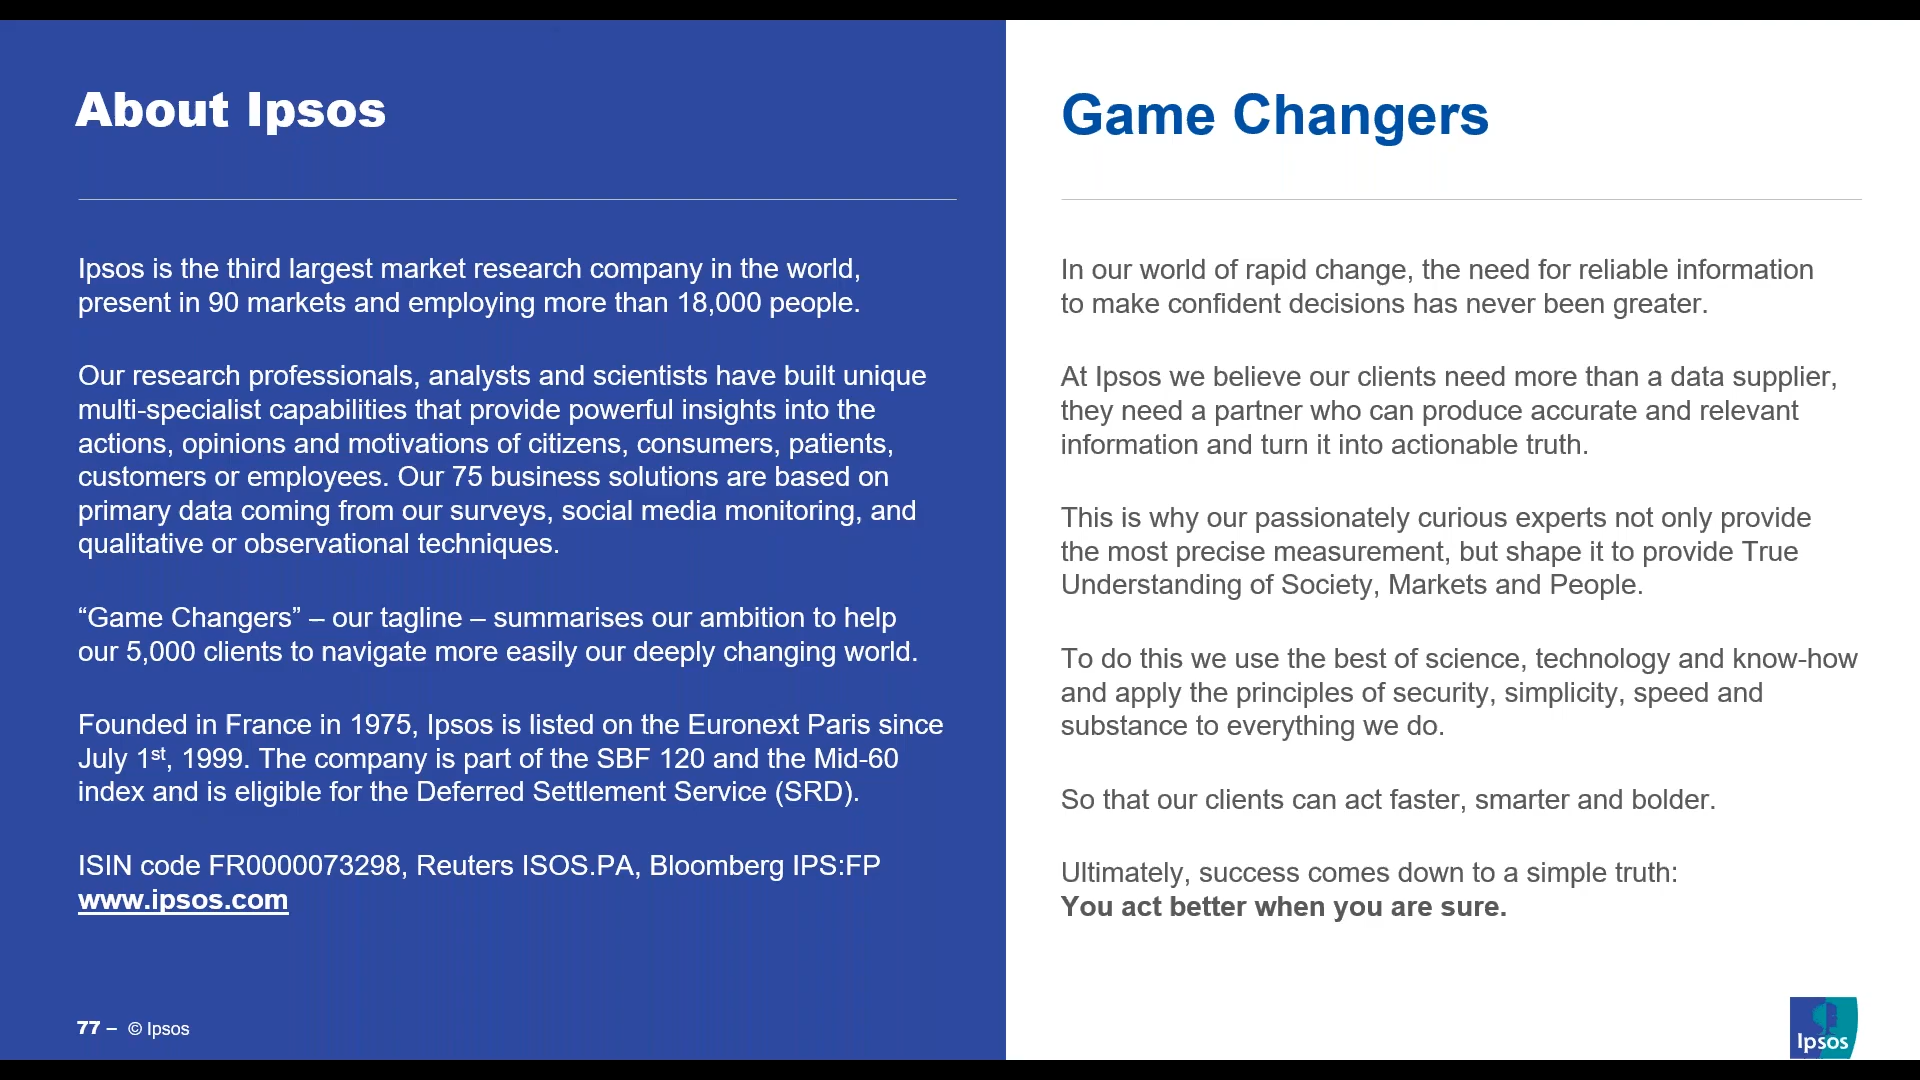 About Ipsos
Ipsos is the third largest market research company in the world,
present in 90 markets and employing more than 18,000 people.
Our research professionals, analysts and scientists have built unique
multi-specialist capabilities that provide powerful insights into the
actions, opinions and motivations of citizens, consumers, patients,
customers or employees. Our 75 business solutions are based on
primary data coming from our surveys, social media monitoring, and
qualitative or observational techniques.
“Game Changers” – our tagline – summarises our ambition to help
our 5,000 clients to navigate more easily our deeply changing world.
Founded in France in 1975, Ipsos is listed on the Euronext Paris since
July 1st, 1999. The company is part of the SBF 120 and the Mid-60
index and is eligible for the Deferred Settlement Service (SRD).
ISIN code FR0000073298, Reuters ISOS.PA, Bloomberg IPS:FP
www.ipsos.com
77 – © Ipsos
Game Changers
In our world of rapid change, the need for reliable information
to make confident decisions has never been greater.
At Ipsos we believe our clients need more than a data supplier,
they need a partner who can produce accurate and relevant
information and turn it into actionable truth.
This is why our passionately curious experts not only provide
the most precise measurement, but shape it to provide True
Understanding of Society, Markets and People.
To do this we use the best of science, technology and know-how
and apply the principles of security, simplicity, speed and
substance to everything we do.
So that our clients can act faster, smarter and bolder.
Ultimately, success comes down to a simple truth:
You act better when you are sure.
Ipsos